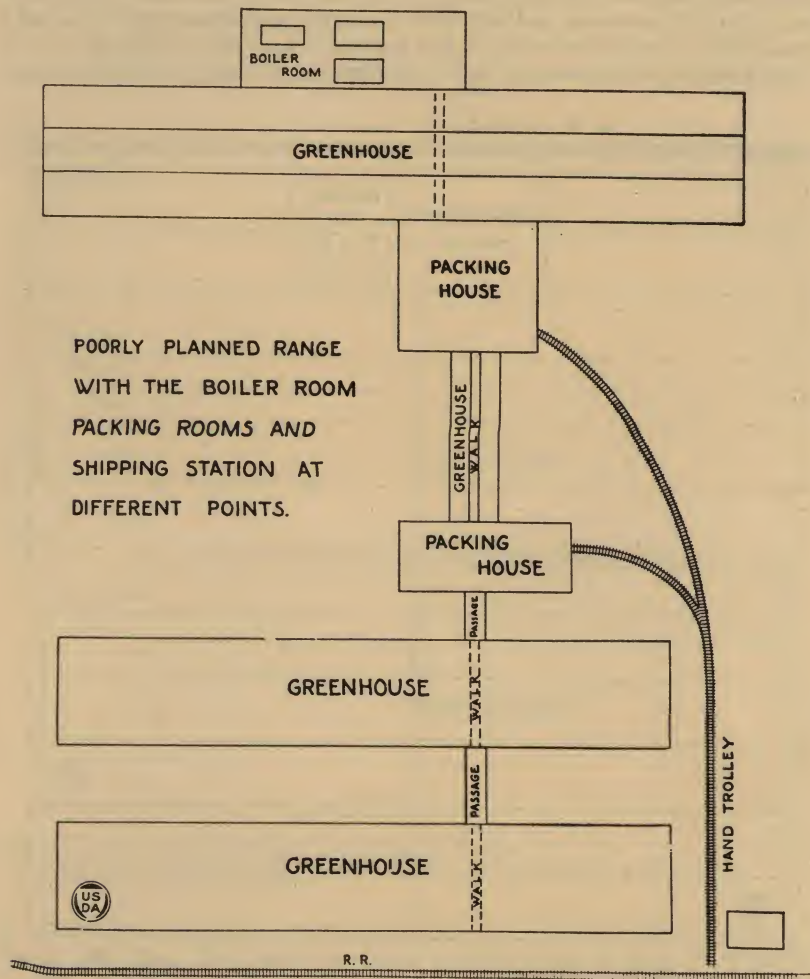 BOILER
ROOM
GREENHOUSE
PACKING
HOUSE
POORLY PLANNED RANGE
WITH THE BOILER ROOM
PACKING ROOMS AND
SHIPPING STATION AT
DIFFERENT POINTS.
GREENHOUSE
WALK
PACKING
HOUSE
PASSAGE
GREENHOUSE
WALK
PASSAGE
HAND TROLLEY
GREENHOUSE
WALK
US
DA
R. R.